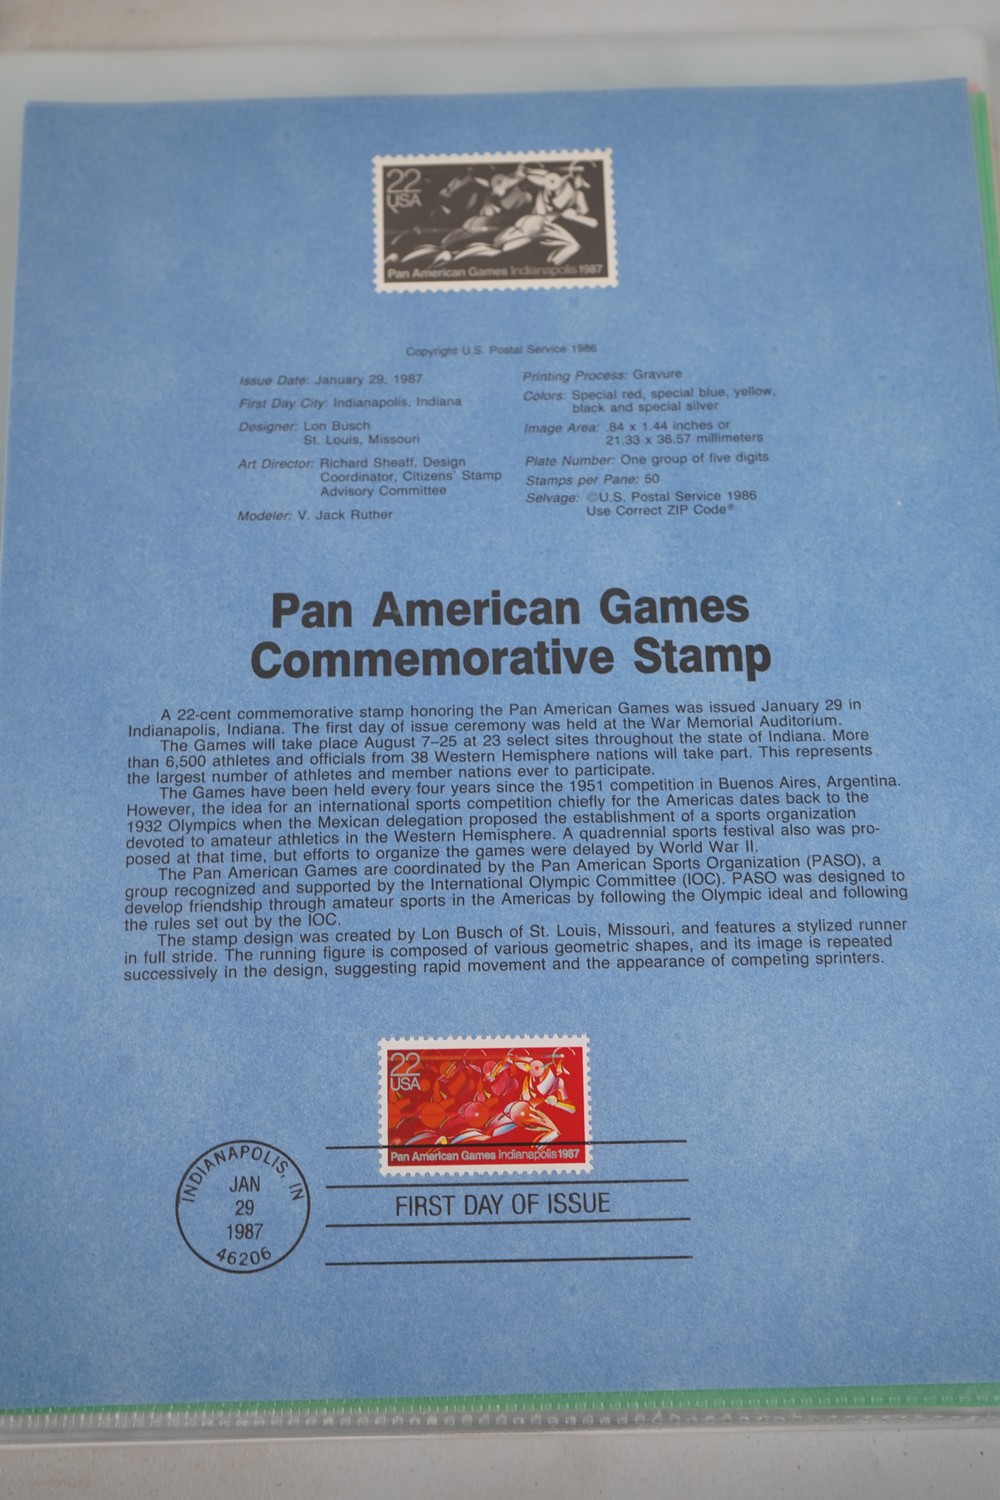 22
USA
Pan American Games Indianapolis 1987
Copyright U.S. Postal Service 1986
Issue Date: January 29, 1987
First Day City: Indianapolis, Indiana
Designer: Lon Busch
St. Louis, Missouri
Art Director: Richard Sheaff, Design
Coordinator, Citizens' Stamp
Advisory Committee
Modeler: V. Jack Ruther
Printing Process: Gravure
Colors: Special red, special blue, yellow,
black and special silver
Image Area: .84 x 1.44 inches or
21.33 x 36.57 millimeters
Plate Number: One group of five digits
Stamps per Pane: 50
Selvage: ©U.S. Postal Service 1986
Use Correct ZIP Code®
Pan American Games
Commemorative Stamp
A 22-cent commemorative stamp honoring the Pan American Games was issued January 29 in
Indianapolis, Indiana. The first day of issue ceremony was held at the War Memorial Auditorium.
The Games will take place August 7–25 at 23 select sites throughout the state of Indiana. More
than 6,500 athletes and officials from 38 Western Hemisphere nations will take part. This represents
the largest number of athletes and member nations ever to participate.
The Games have been held every four years since the 1951 competition in Buenos Aires, Argentina.
However, the idea for an international sports competition chiefly for the Americas dates back to the
1932 Olympics when the Mexican delegation proposed the establishment of a sports organization
devoted to amateur athletics in the Western Hemisphere. A quadrennial sports festival also was pro-
posed at that time, but efforts to organize the games were delayed by World War II.
The Pan American Games are coordinated by the Pan American Sports Organization (PASO), a
group recognized and supported by the International Olympic Committee (IOC). PASO was designed to
develop friendship through amateur sports in the Americas by following the Olympic ideal and following
the rules set out by the IOC.
The stamp design was created by Lon Busch of St. Louis, Missouri, and features a stylized runner
in full stride. The running figure is composed of various geometric shapes, and its image is repeated
successively in the design, suggesting rapid movement and the appearance of competing sprinters.
22
USA
Pan American Games Indianapolis 1987
INDIANAPOLIS, IN
JAN
29
1987
46206
FIRST DAY OF ISSUE